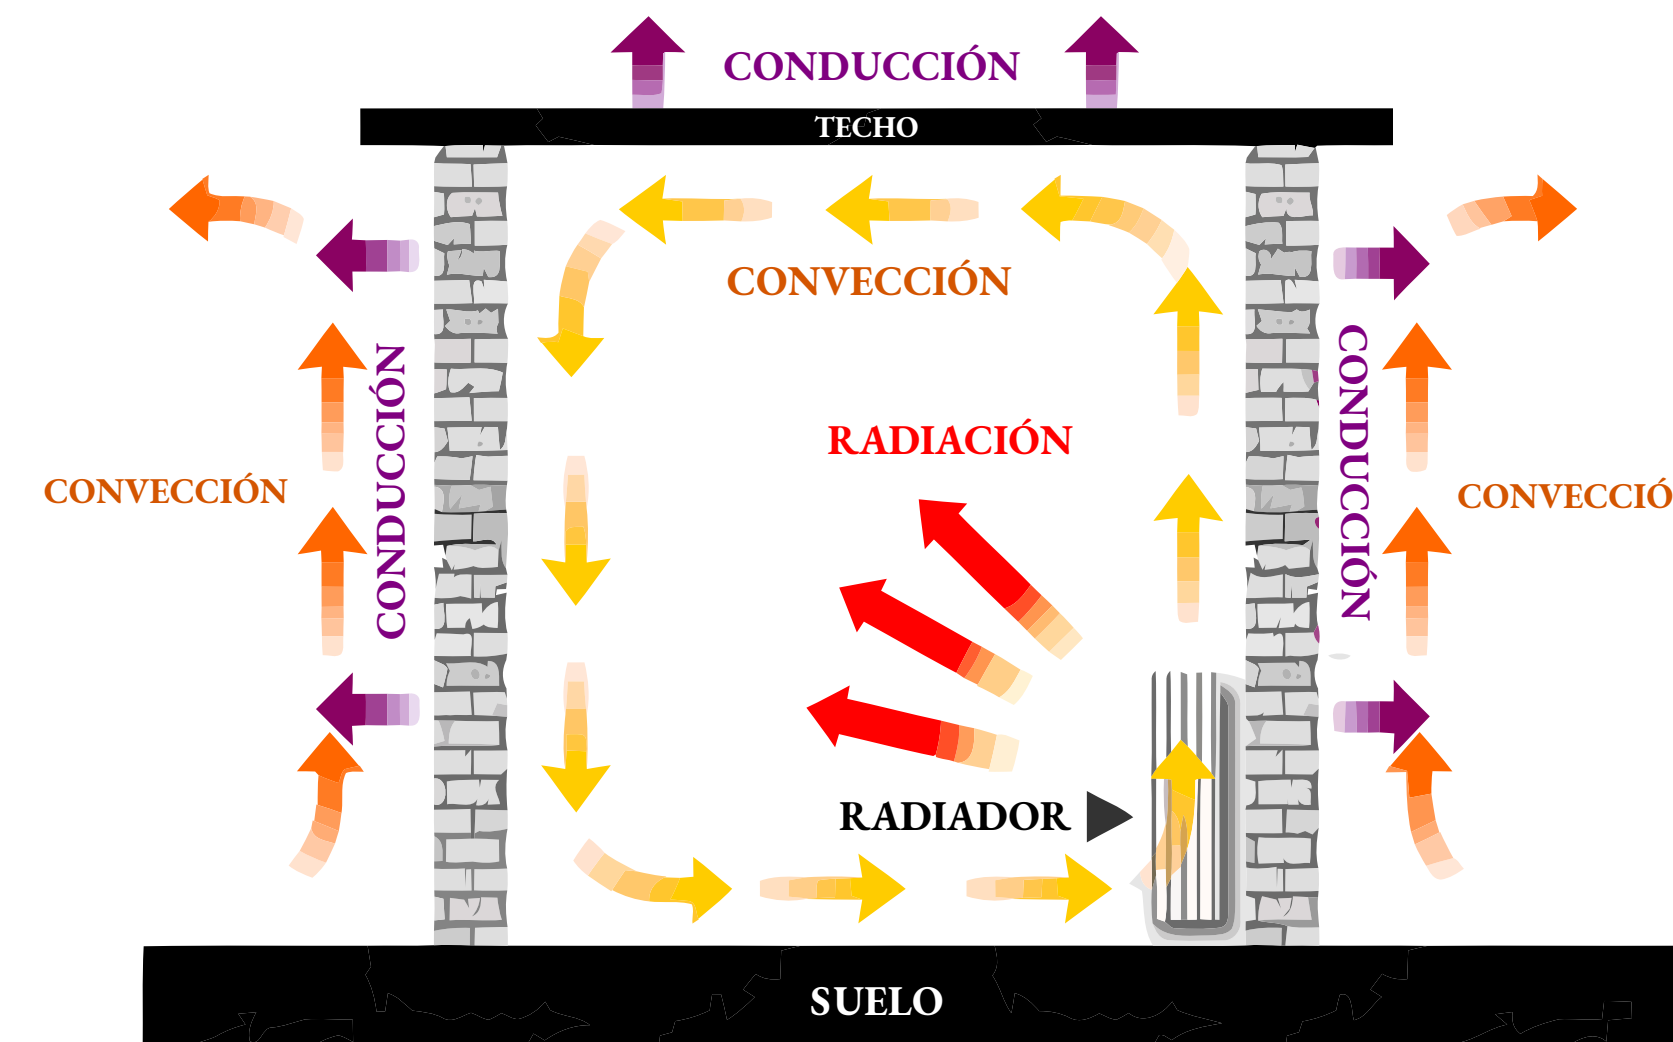 CONDUCCIÓN
TECHO
CONVECCIÓN
RADIACIÓN
CONVECCIÓN
CONDUCCIÓN
CONDUCCIÓN
CONVECCIÓ
RADIADOR
SUELO